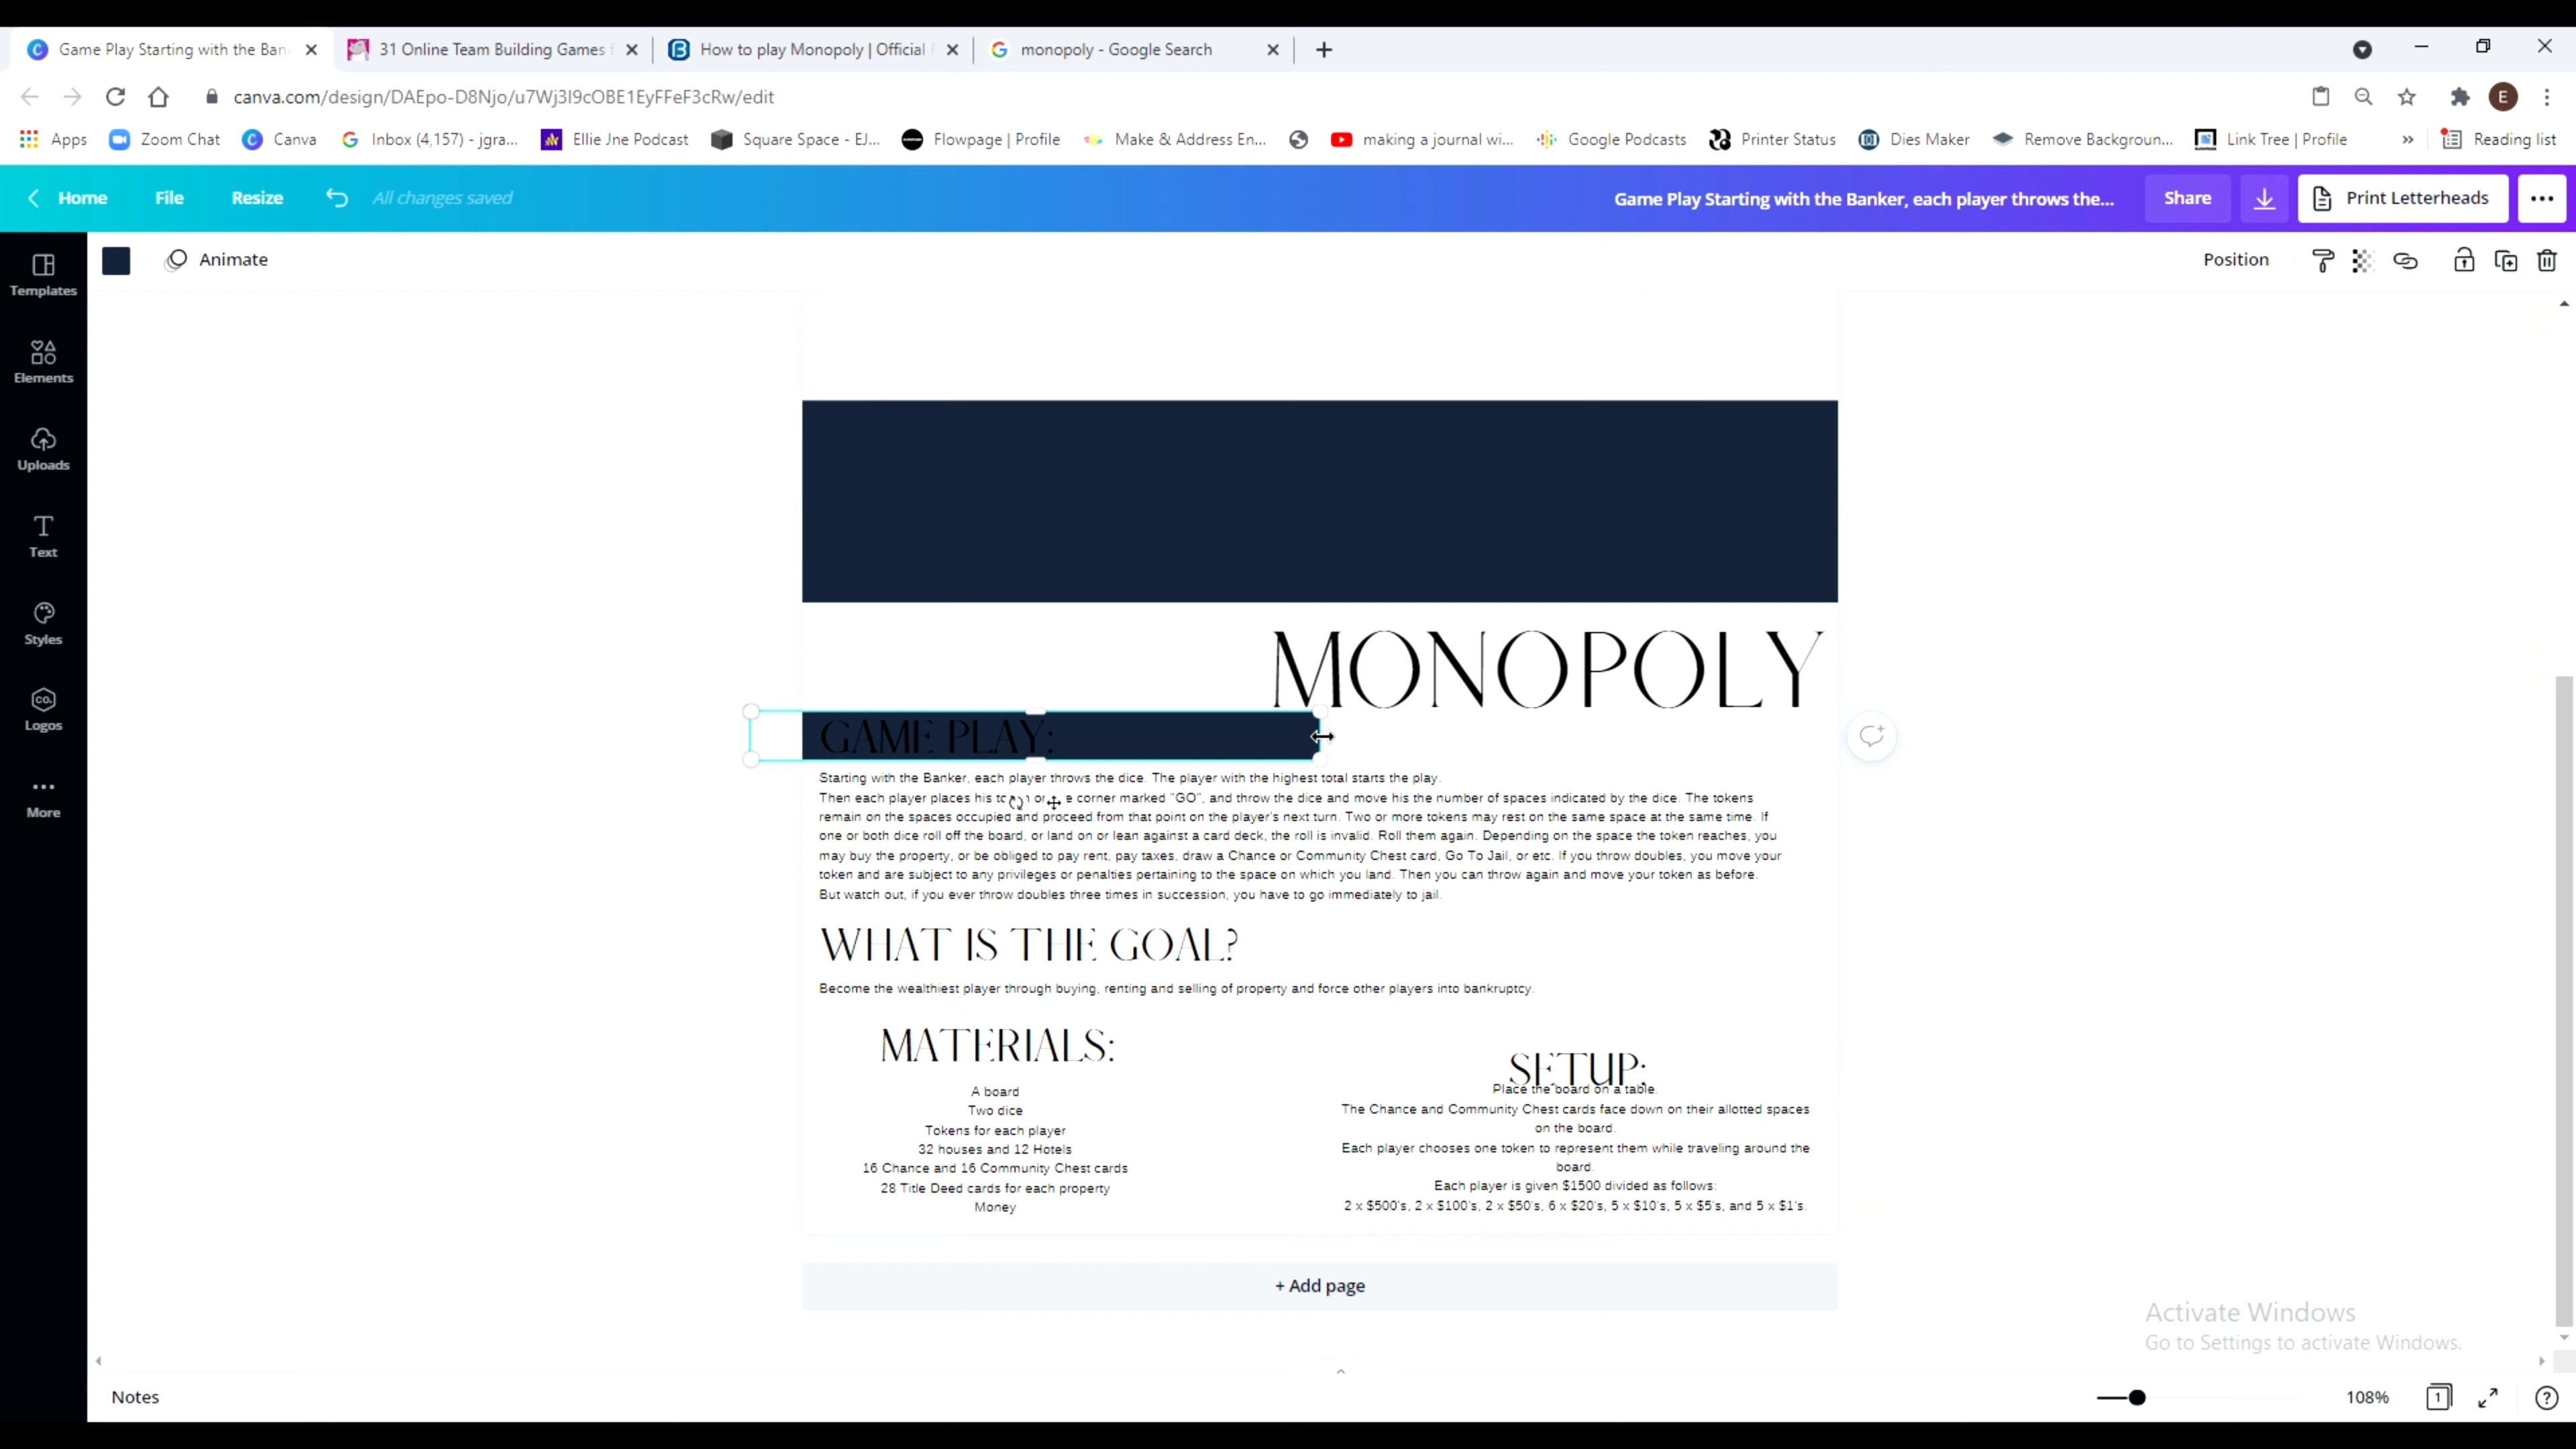 Game Play Starting with the Ban
31 Online Team Building Games f
How to play Monopoly | Official
monopoly - Google Search
canva.com/design/DAEpo-D8Njo/u7Wj3I9cOBE1EyFFeF3cRw/edit
E
Apps
Zoom Chat
Canva
Inbox (4,157) - jgra...
Ellie Jne Podcast
Square Space - EJ...
Flowpage | Profile
Make & Address En...
making a journal wi...
Google Podcasts
Printer Status
Dies Maker
Remove Backgroun...
Link Tree | Profile
»
Reading list
Home
File
Resize
All changes saved
Game Play Starting with the Banker, each player throws the...
Share
Print Letterheads
Animate
Position
Templates
Elements
Uploads
Text
Styles
CO.
Logos
More
MONOPOLY
GAME PLAY:
Starting with the Banker, each player throws the dice. The player with the highest total starts the play.
Then each player places his corner marked "GO", and throw the dice and move his the number of spaces indicated by the dice. The tokens
remain on the spaces occupied and proceed from that point on the player's next turn. Two or more tokens may rest on the same space at the same time. If
one or both dice roll off the board, or land on or lean against a card deck, the roll is invalid. Roll them again. Depending on the space the token reaches, you
may buy the property, or be obliged to pay rent, pay taxes, draw a Chance or Community Chest card, Go To Jail, or etc. If you throw doubles, you move your
token and are subject to any privileges or penalties pertaining to the space on which you land. Then you can throw again and move your token as before.
But watch out, if you ever throw doubles three times in succession, you have to go immediately to jail.
WHAT IS THE GOAL?
Become the wealthiest player through buying, renting and selling of property and force other players into bankruptcy.
MATERIALS:
A board
Two dice
Tokens for each player
32 houses and 12 Hotels
16 Chance and 16 Community Chest cards
28 Title Deed cards for each property
Money
SETUP:
Place the board on a table.
The Chance and Community Chest cards face down on their allotted spaces
on the board.
Each player chooses one token to represent them while traveling around the
board.
Each player is given $1500 divided as follows:
2 x $500's, 2 x $100's, 2 x $50's, 6 x $20's, 5 x $10's, 5 x $5's, and 5 x $1's.
+ Add page
Activate Windows
Go to Settings to activate Windows.
Notes
108%
1
?